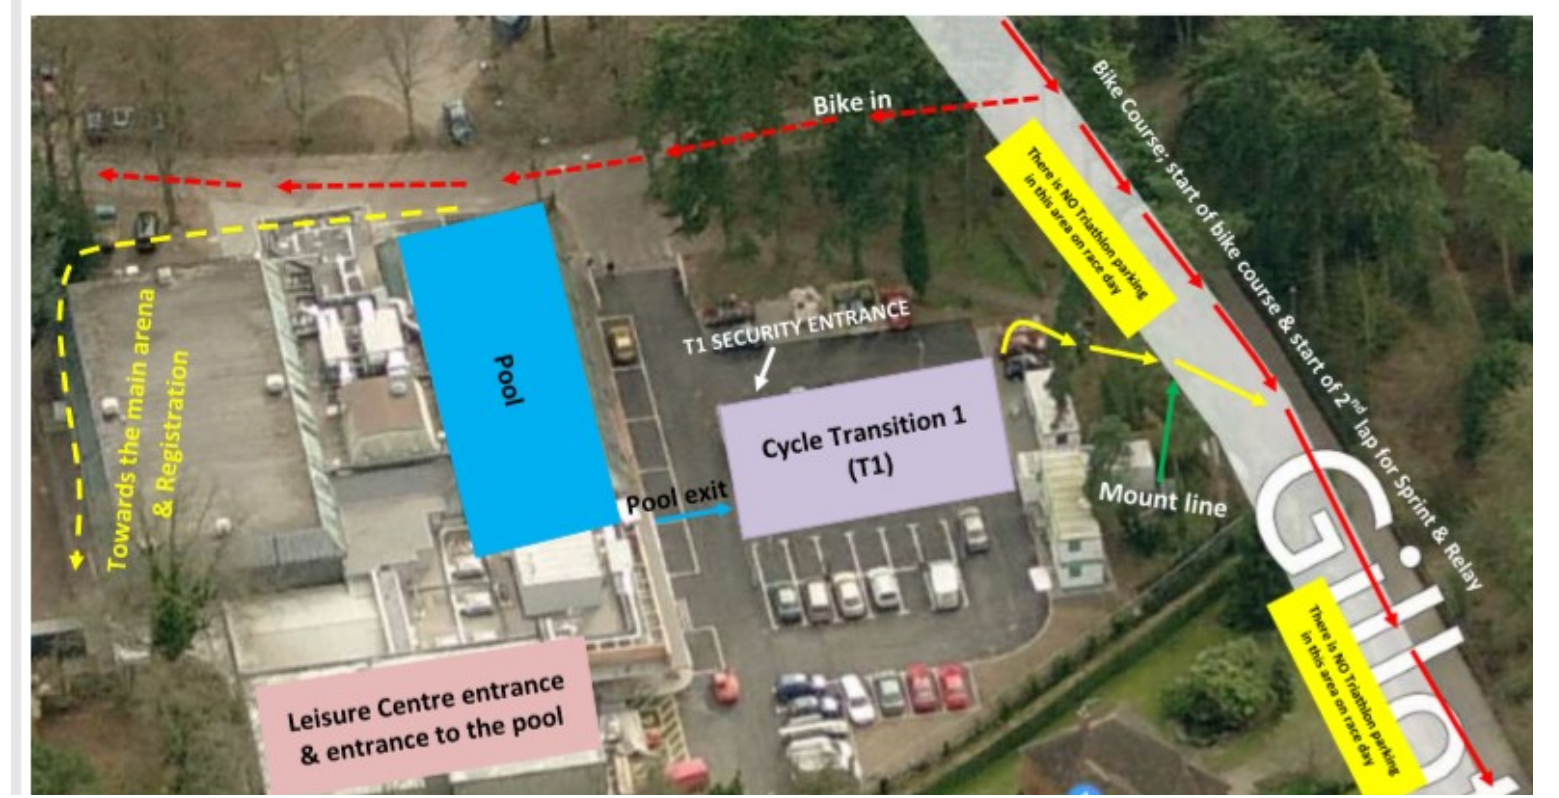 Bike in
Bike Course; start of bike course & start of 2nd lap for Sprint & Relay
There is NO Triathlon parking
in this area on race day
T1 SECURITY ENTRANCE
Towards the main arena
& Registration
Pool
Cycle Transition 1
(T1)
Pool exit
Mount line
Leisure Centre entrance
& entrance to the pool
There is NO Triathlon parking
in this area on race day